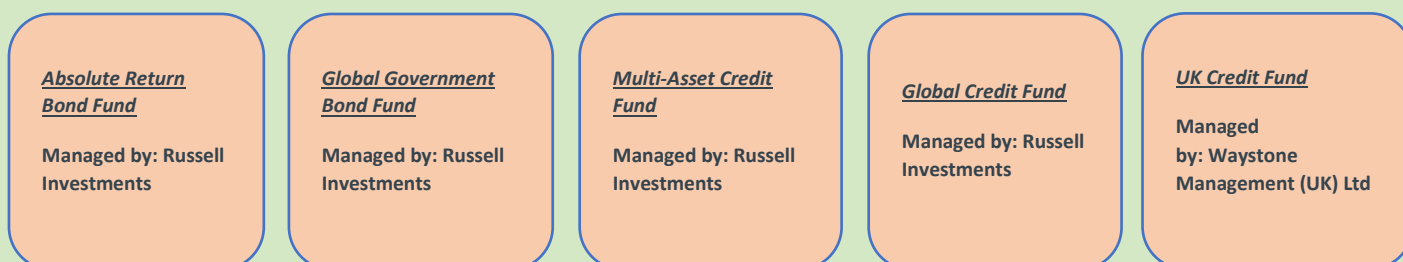 Absolute Return
Bond Fund
Managed by: Russell
Investments
Global Government
Bond Fund
Managed by: Russell
Investments
Multi-Asset Credit
Fund
Managed by: Russell
Investments
Global Credit Fund
Managed by: Russell
Investments
UK Credit Fund
Managed
by: Waystone
Management (UK) Ltd